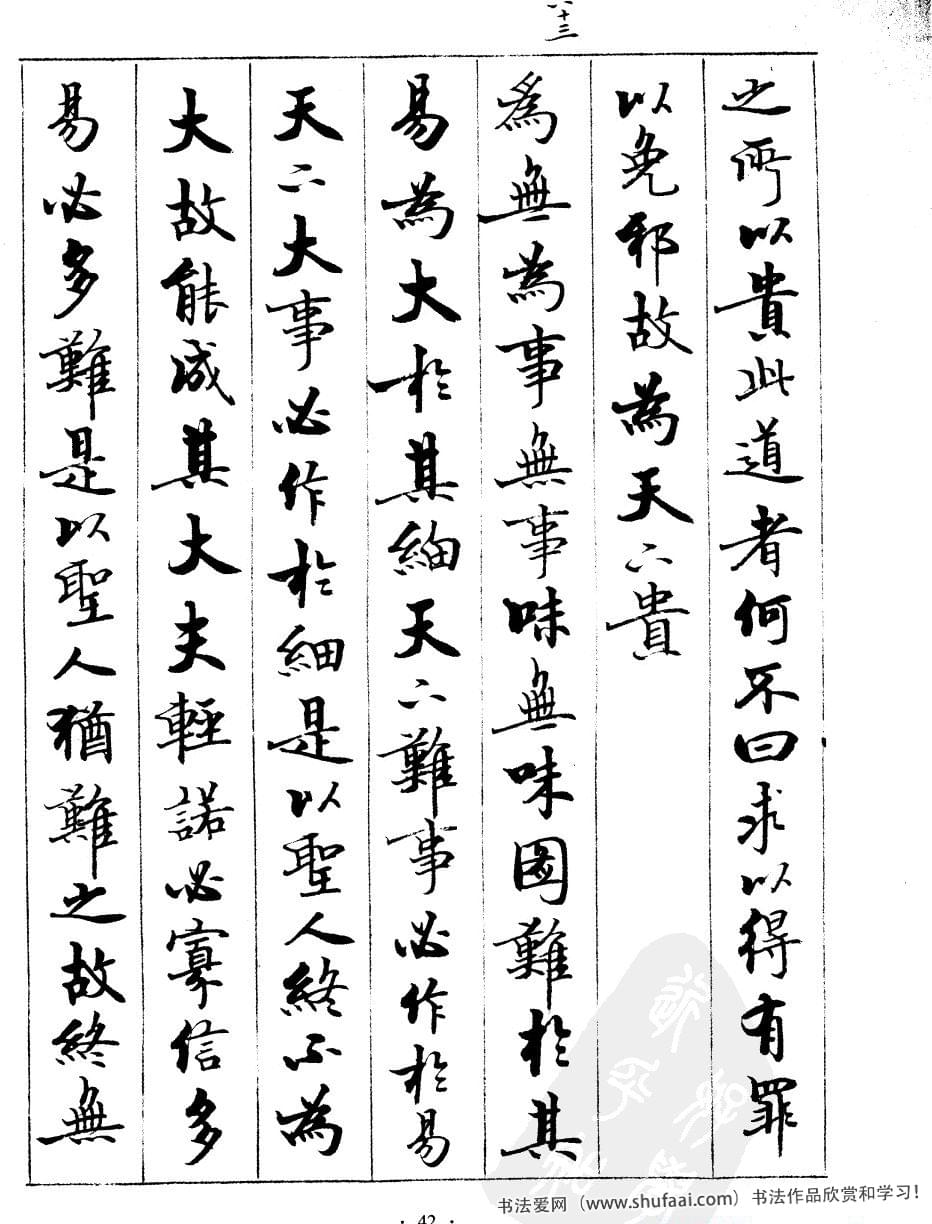 六十三
之所以貴此道者何不曰求以得有罪
以免邪故為天下貴
為無為事無事味無味圖難於其
易為大於其細天下難事必作於易
天下大事必作於細是以聖人終不為
大故能成其大夫輕諾必寡信多
易必多難是以聖人猶難之故終無
书法爱网（www.shufaai.com）书法作品欣赏和学习！
· 42 ·